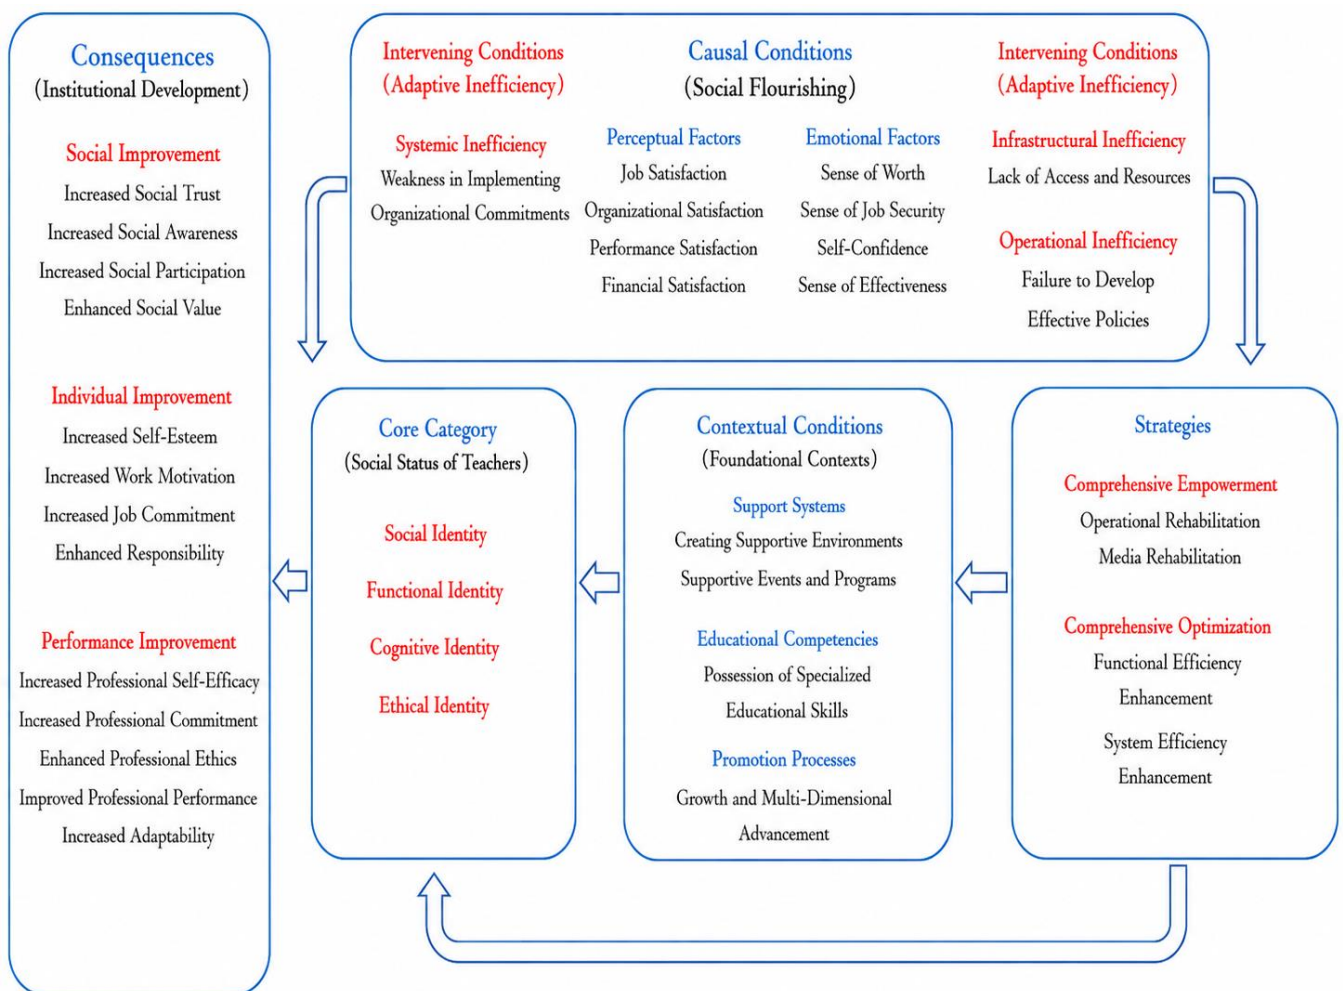 Consequences
(Institutional Development)
Social Improvement
Increased Social Trust
Increased Social Awareness
Increased Social Participation
Enhanced Social Value
Individual Improvement
Increased Self-Esteem
Increased Work Motivation
Increased Job Commitment
Enhanced Responsibility
Performance Improvement
Increased Professional Self-Efficacy
Increased Professional Commitment
Enhanced Professional Ethics
Improved Professional Performance
Increased Adaptability
Intervening Conditions
(Adaptive Inefficiency)
Systemic Inefficiency
Weakness in Implementing
Organizational Commitments
Causal Conditions
(Social Flourishing)
Perceptual Factors
Job Satisfaction
Organizational Satisfaction
Performance Satisfaction
Financial Satisfaction
Emotional Factors
Sense of Worth
Sense of Job Security
Self-Confidence
Sense of Effectiveness
Intervening Conditions
(Adaptive Inefficiency)
Infrastructural Inefficiency
Lack of Access and Resources
Operational Inefficiency
Failure to Develop
Effective Policies
Core Category
(Social Status of Teachers)
Social Identity
Functional Identity
Cognitive Identity
Ethical Identity
Contextual Conditions
(Foundational Contexts)
Support Systems
Creating Supportive Environments
Supportive Events and Programs
Educational Competencies
Possession of Specialized
Educational Skills
Promotion Processes
Growth and Multi-Dimensional
Advancement
Strategies
Comprehensive Empowerment
Operational Rehabilitation
Media Rehabilitation
Comprehensive Optimization
Functional Efficiency
Enhancement
System Efficiency
Enhancement